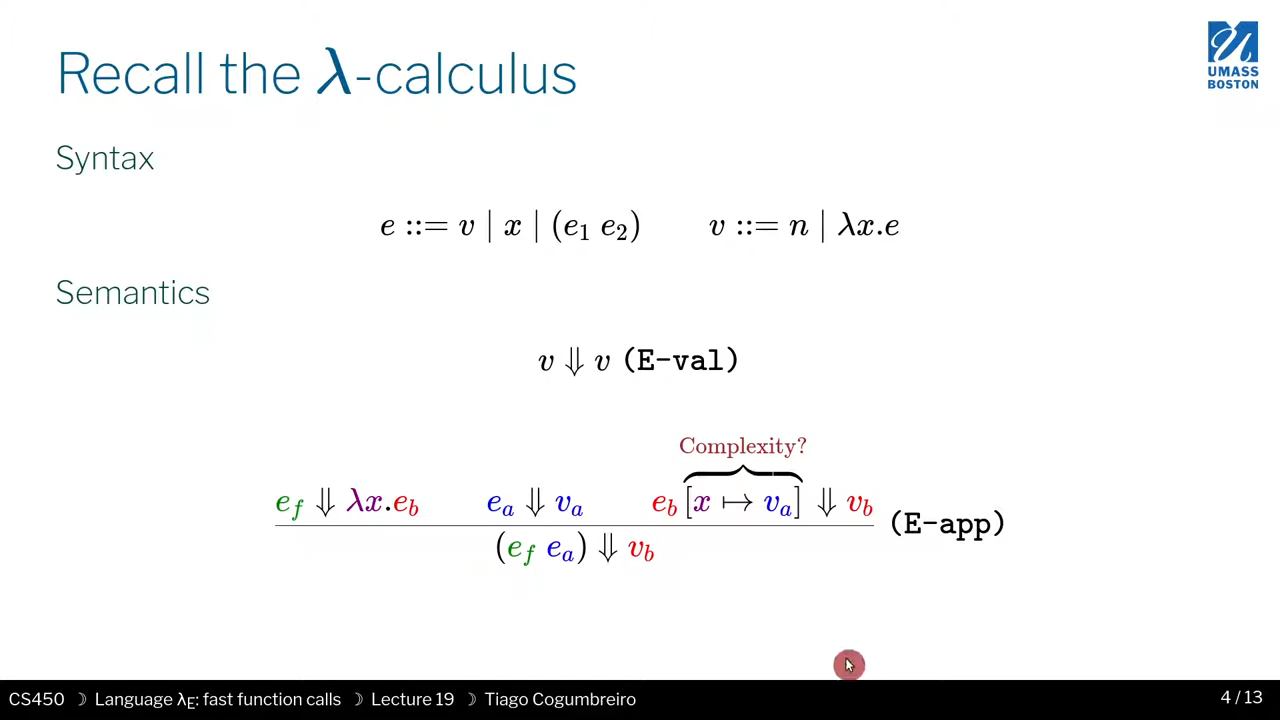 Recall the λ-calculus
UMASS
BOSTON
Syntax
e ::= v | x | (e₁ e₂)    v ::= n | λx.e
Semantics
v ⇓ v (E-val)
Complexity?
e_f ⇓ λx.e_b    e_a ⇓ v_a    e_b[x ↦ v_a] ⇓ v_b
(E-app)
(e_f e_a) ⇓ v_b
CS450 ☽ Language λ_E: fast function calls ☽ Lecture 19 ☽ Tiago Cogumbreiro
4 / 13